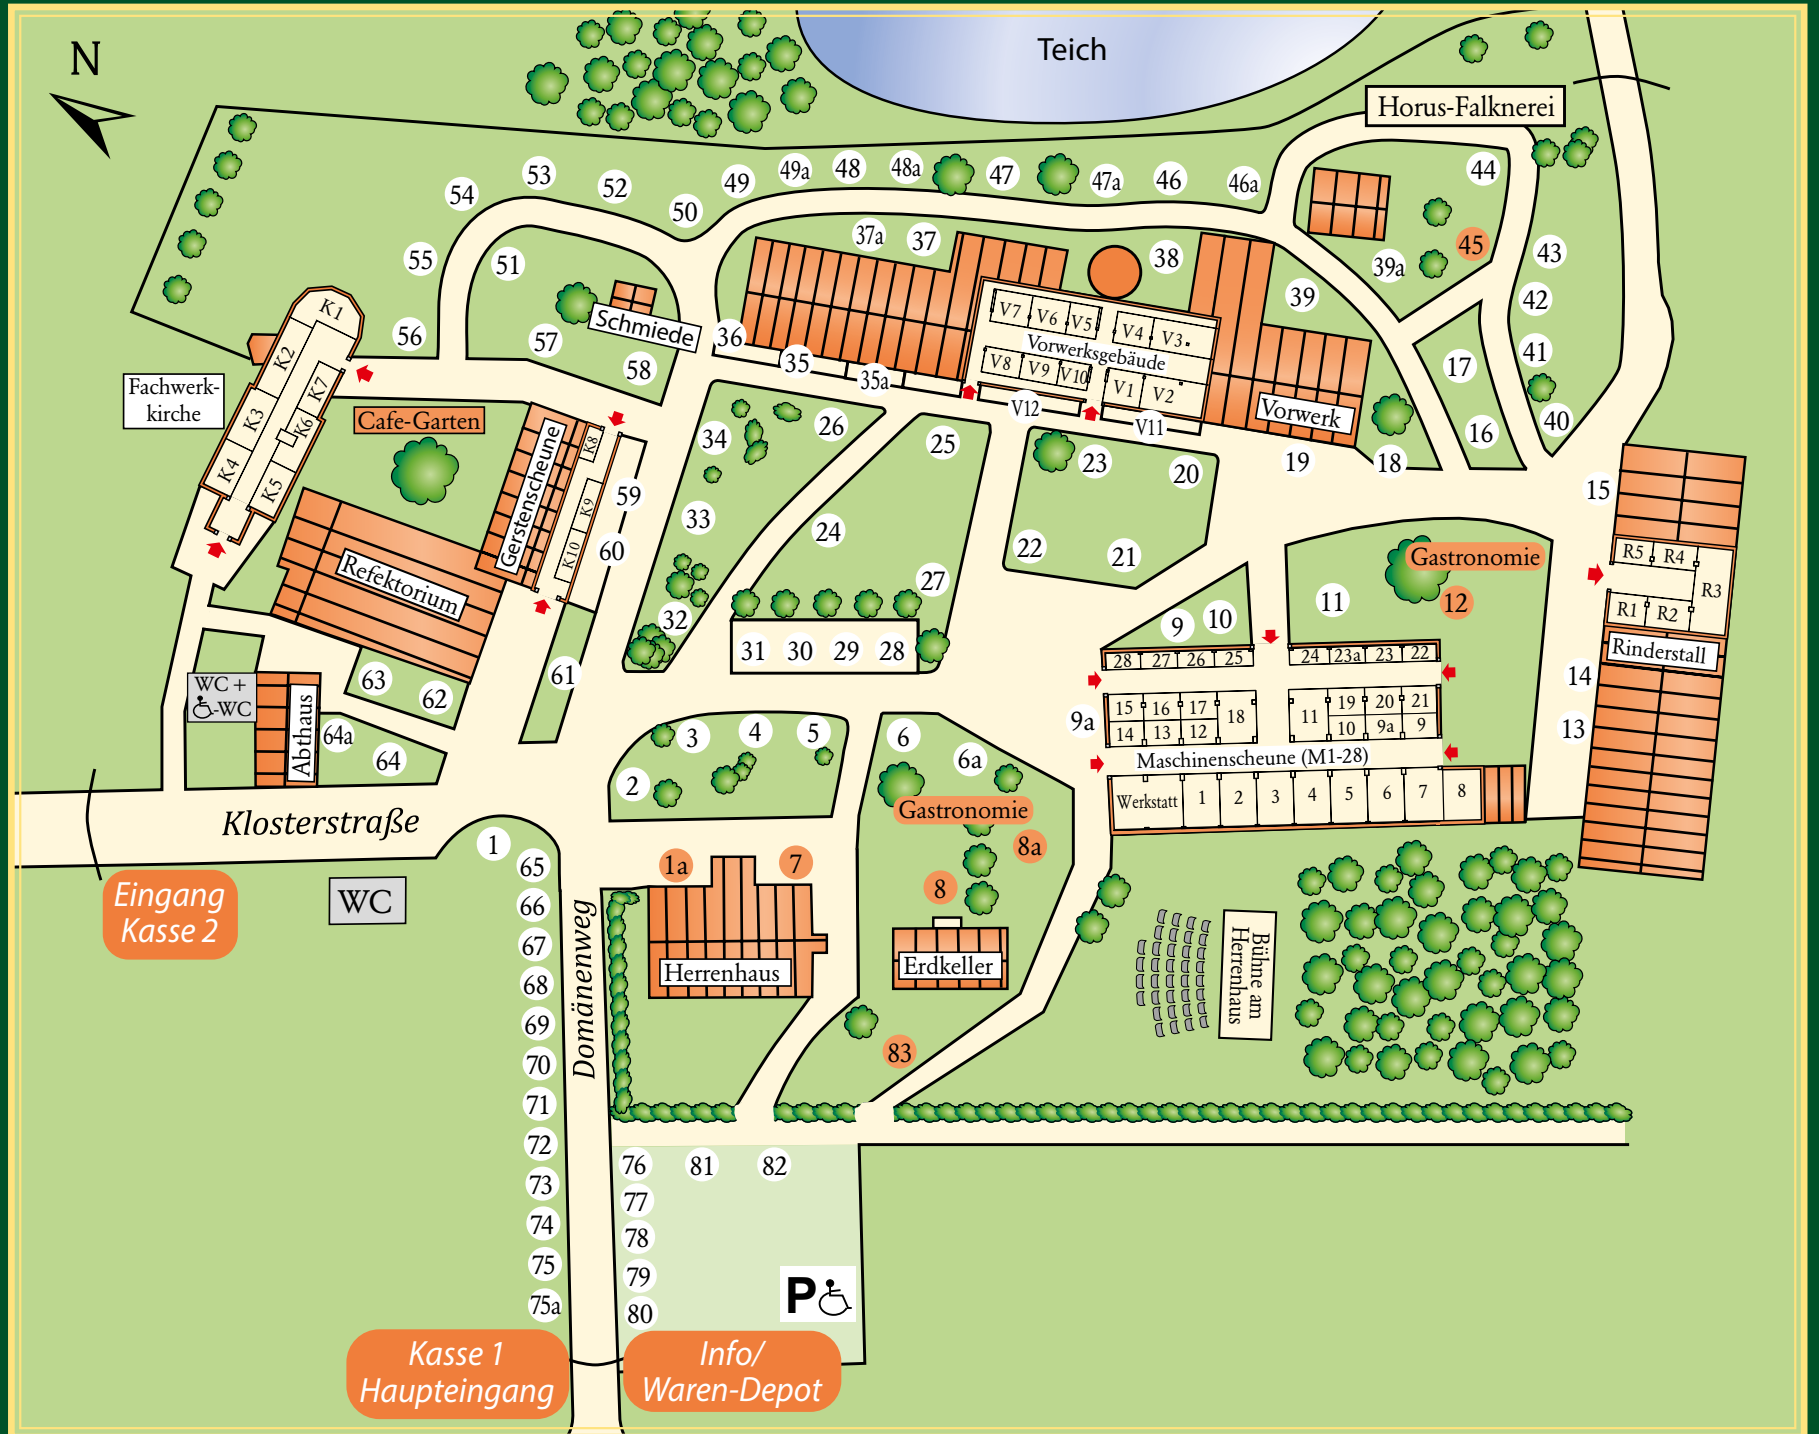 N
Teich
Horus-Falknerei
54
53
52
50
49
49a
48
48a
47
47a
46
46a
44
45
43
42
41
40
39a
39
38
37a
37
36
35
35a
55
51
56
57
58
Schmiede
V7
V6
V5
V4
V3
Vorwerksgebäude
V8
V9
V10
V1
V2
V12
V11
Vorwerk
17
16
18
19
20
23
22
21
15
K1
K2
K7
K3
K6
K4
K5
Fachwerk-
kirche
Cafe-Garten
Gerstenscheune
K8
K9
K10
59
60
34
26
25
33
24
27
32
31
30
29
28
Refektorium
61
63
62
WC +
-WC
Abthaus
64a
64
Gastronomie
12
11
9
10
R5
R4
R3
R1
R2
Rinderstall
14
13
28
27
26
25
24
23a
23
22
9a
15
16
17
18
14
13
12
11
19
20
21
10
9a
9
Maschinenscheune (M1-28)
Werkstatt
1
2
3
4
5
6
7
8
2
3
4
5
6
6a
Gastronomie
8a
8
Erdkeller
83
Klosterstraße
1
Eingang
Kasse 2
WC
1a
7
Herrenhaus
Domänenweg
Bühne am
Herrenhaus
65
66
67
68
69
70
71
72
73
74
75
75a
76
81
82
77
78
79
80
P
Kasse 1
Haupteingang
Info/
Waren-Depot